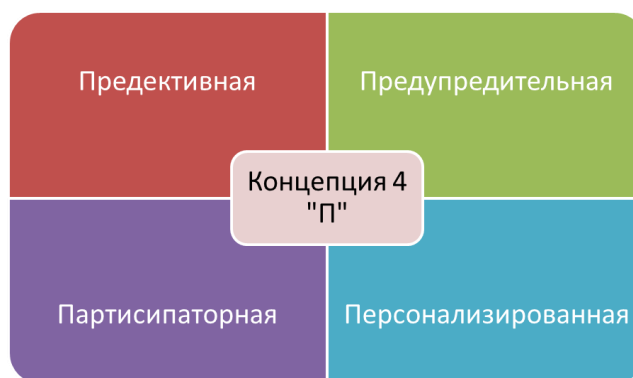 Предективная
Предупредительная
Концепция 4
"П"
Партисипаторная
Персонализированная